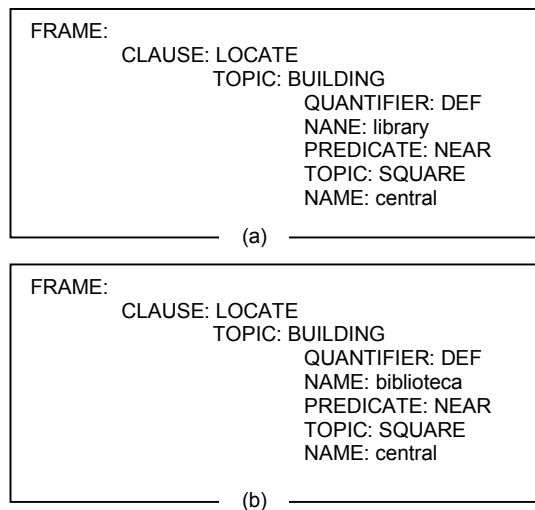 FRAME:
CLAUSE: LOCATE
TOPIC: BUILDING
QUANTIFIER: DEF
NANE: library
PREDICATE: NEAR
TOPIC: SQUARE
NAME: central
(a)
FRAME:
CLAUSE: LOCATE
TOPIC: BUILDING
QUANTIFIER: DEF
NAME: biblioteca
PREDICATE: NEAR
TOPIC: SQUARE
NAME: central
(b)